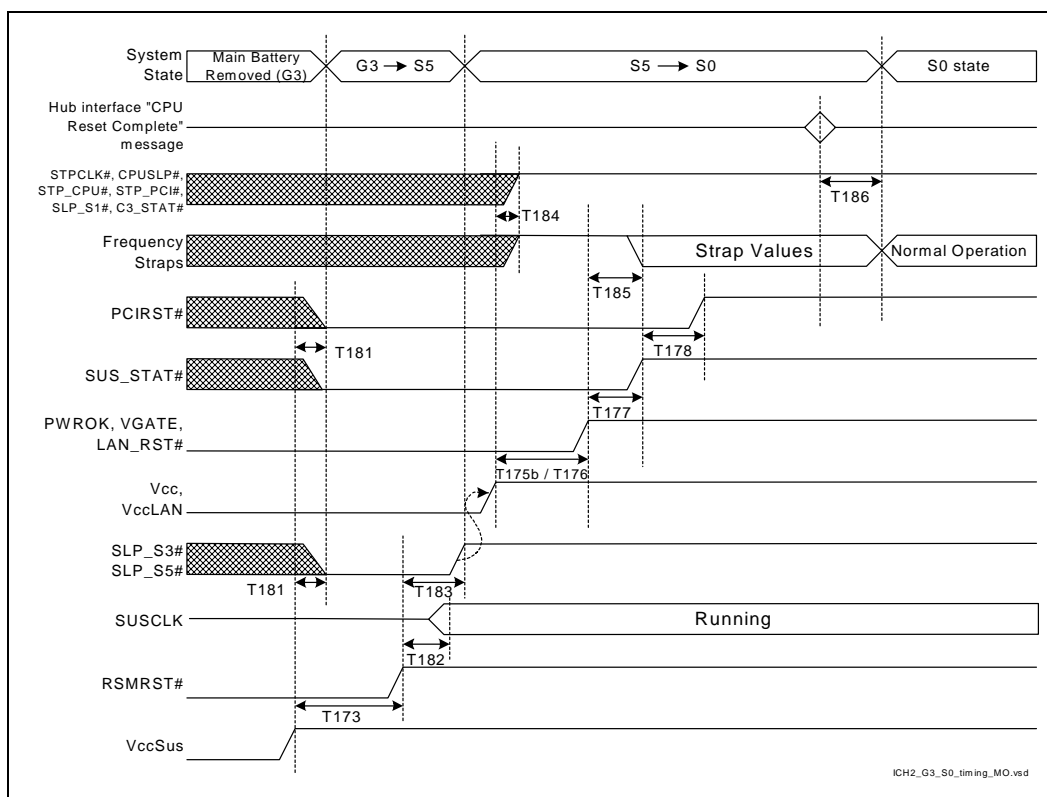 System
State
Main Battery
Removed (G3)
G3 → S5
S5 → S0
S0 state
Hub interface "CPU
Reset Complete"
message
STPCLK#, CPUSLP#,
STP_CPU#, STP_PCI#,
SLP_S1#, C3_STAT#
T184
T186
Frequency
Straps
Strap Values
Normal Operation
T185
PCIRST#
T181
T178
SUS_STAT#
T177
PWROK, VGATE,
LAN_RST#
T175b / T176
Vcc,
VccLAN
SLP_S3#
SLP_S5#
T181
T183
SUSCLK
Running
T182
RSMRST#
T173
VccSus
ICH2_G3_S0_timing_MO.vsd